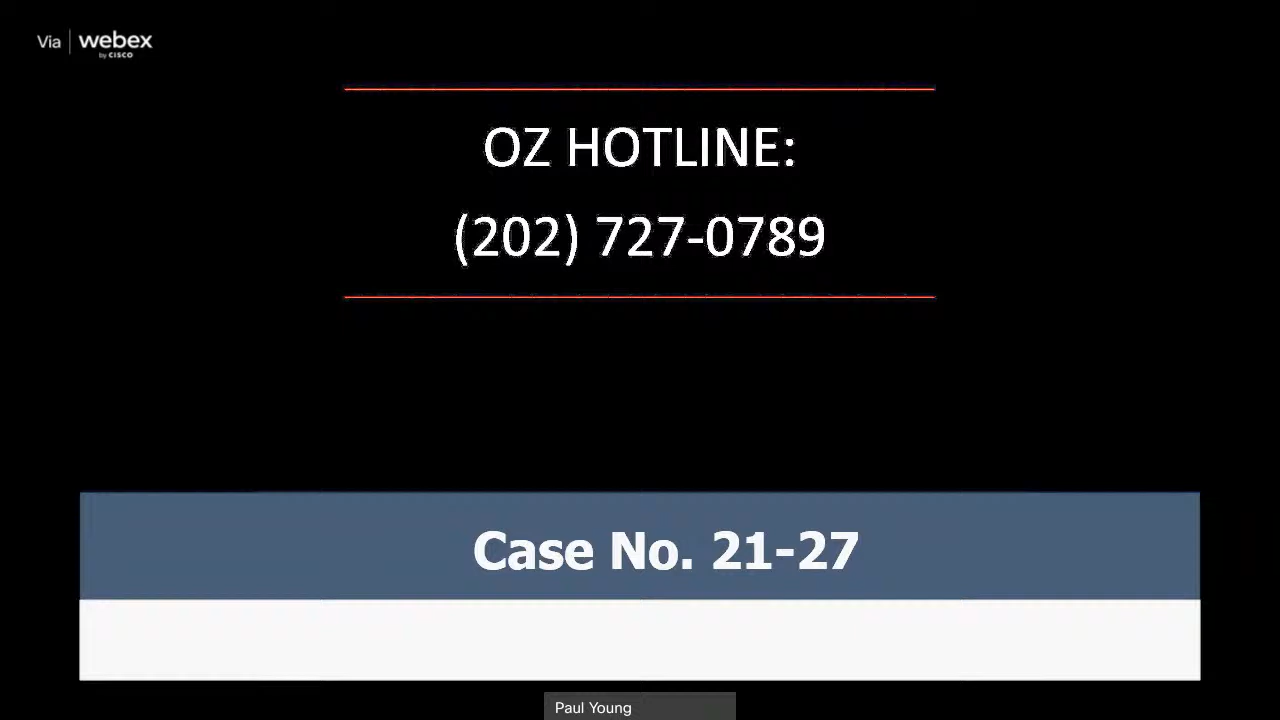 Via webex
by CISCO
OZ HOTLINE:
(202) 727-0789
Case No. 21-27
Paul Young